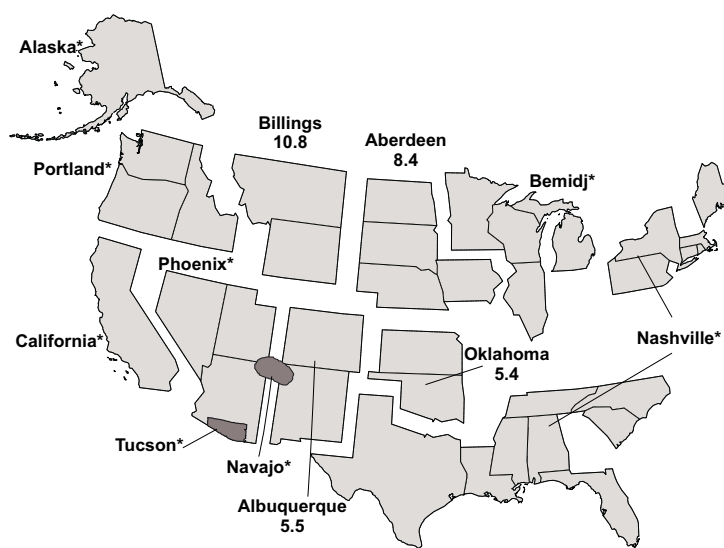 Alaska*
Billings
10.8
Aberdeen
8.4
Portland*
Bemidj*
Phoenix*
California*
Nashville*
Oklahoma
5.4
Tucson*
Navajo*
Albuquerque
5.5